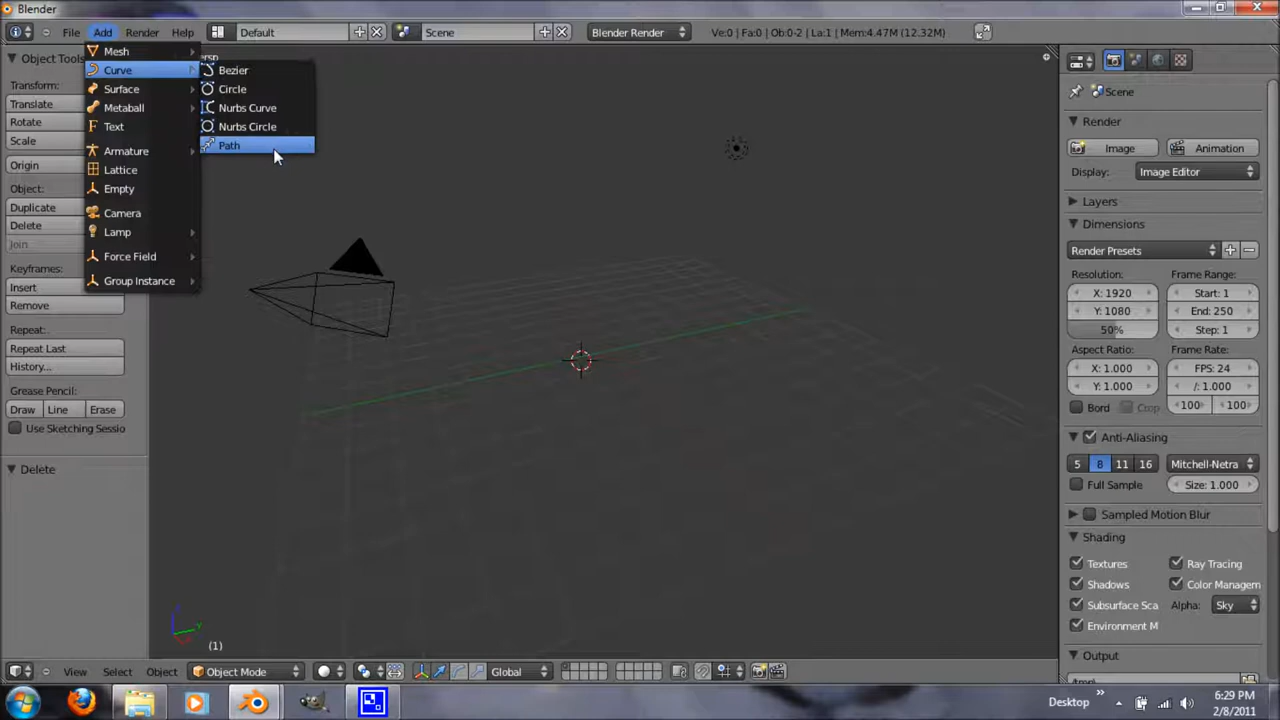 Blender
File Add Render Help Default Scene Blender Render Ve:0 | Fa:0 | Ob:0-2 | La:1 | Mem:4.47M (12.32M)
Object Tools
Transform:
Translate
Rotate
Scale
Origin
Object:
Duplicate
Delete
Join
Keyframes:
Insert
Remove
Repeat:
Repeat Last
History...
Grease Pencil:
Draw Line Erase
Use Sketching Sessio
Delete
Mesh
Curve
Surface
Metaball
Text
Armature
Lattice
Empty
Camera
Lamp
Force Field
Group Instance
Bezier
Circle
Nurbs Curve
Nurbs Circle
Path
(1)
View Select Object Object Mode Global
Scene
Render
Image Animation
Display: Image Editor
Layers
Dimensions
Render Presets
Resolution: Frame Range:
X: 1920 Start: 1
Y: 1080 End: 250
50% Step: 1
Aspect Ratio: Frame Rate:
X: 1.000 FPS: 24
Y: 1.000 /: 1.000
Bord Crop 100 100
Anti-Aliasing
5 8 11 16 Mitchell-Netra
Full Sample Size: 1.000
Sampled Motion Blur
Shading
Textures Ray Tracing
Shadows Color Managem
Subsurface Sca Alpha: Sky
Environment M
Output
Desktop
6:29 PM
2/8/2011